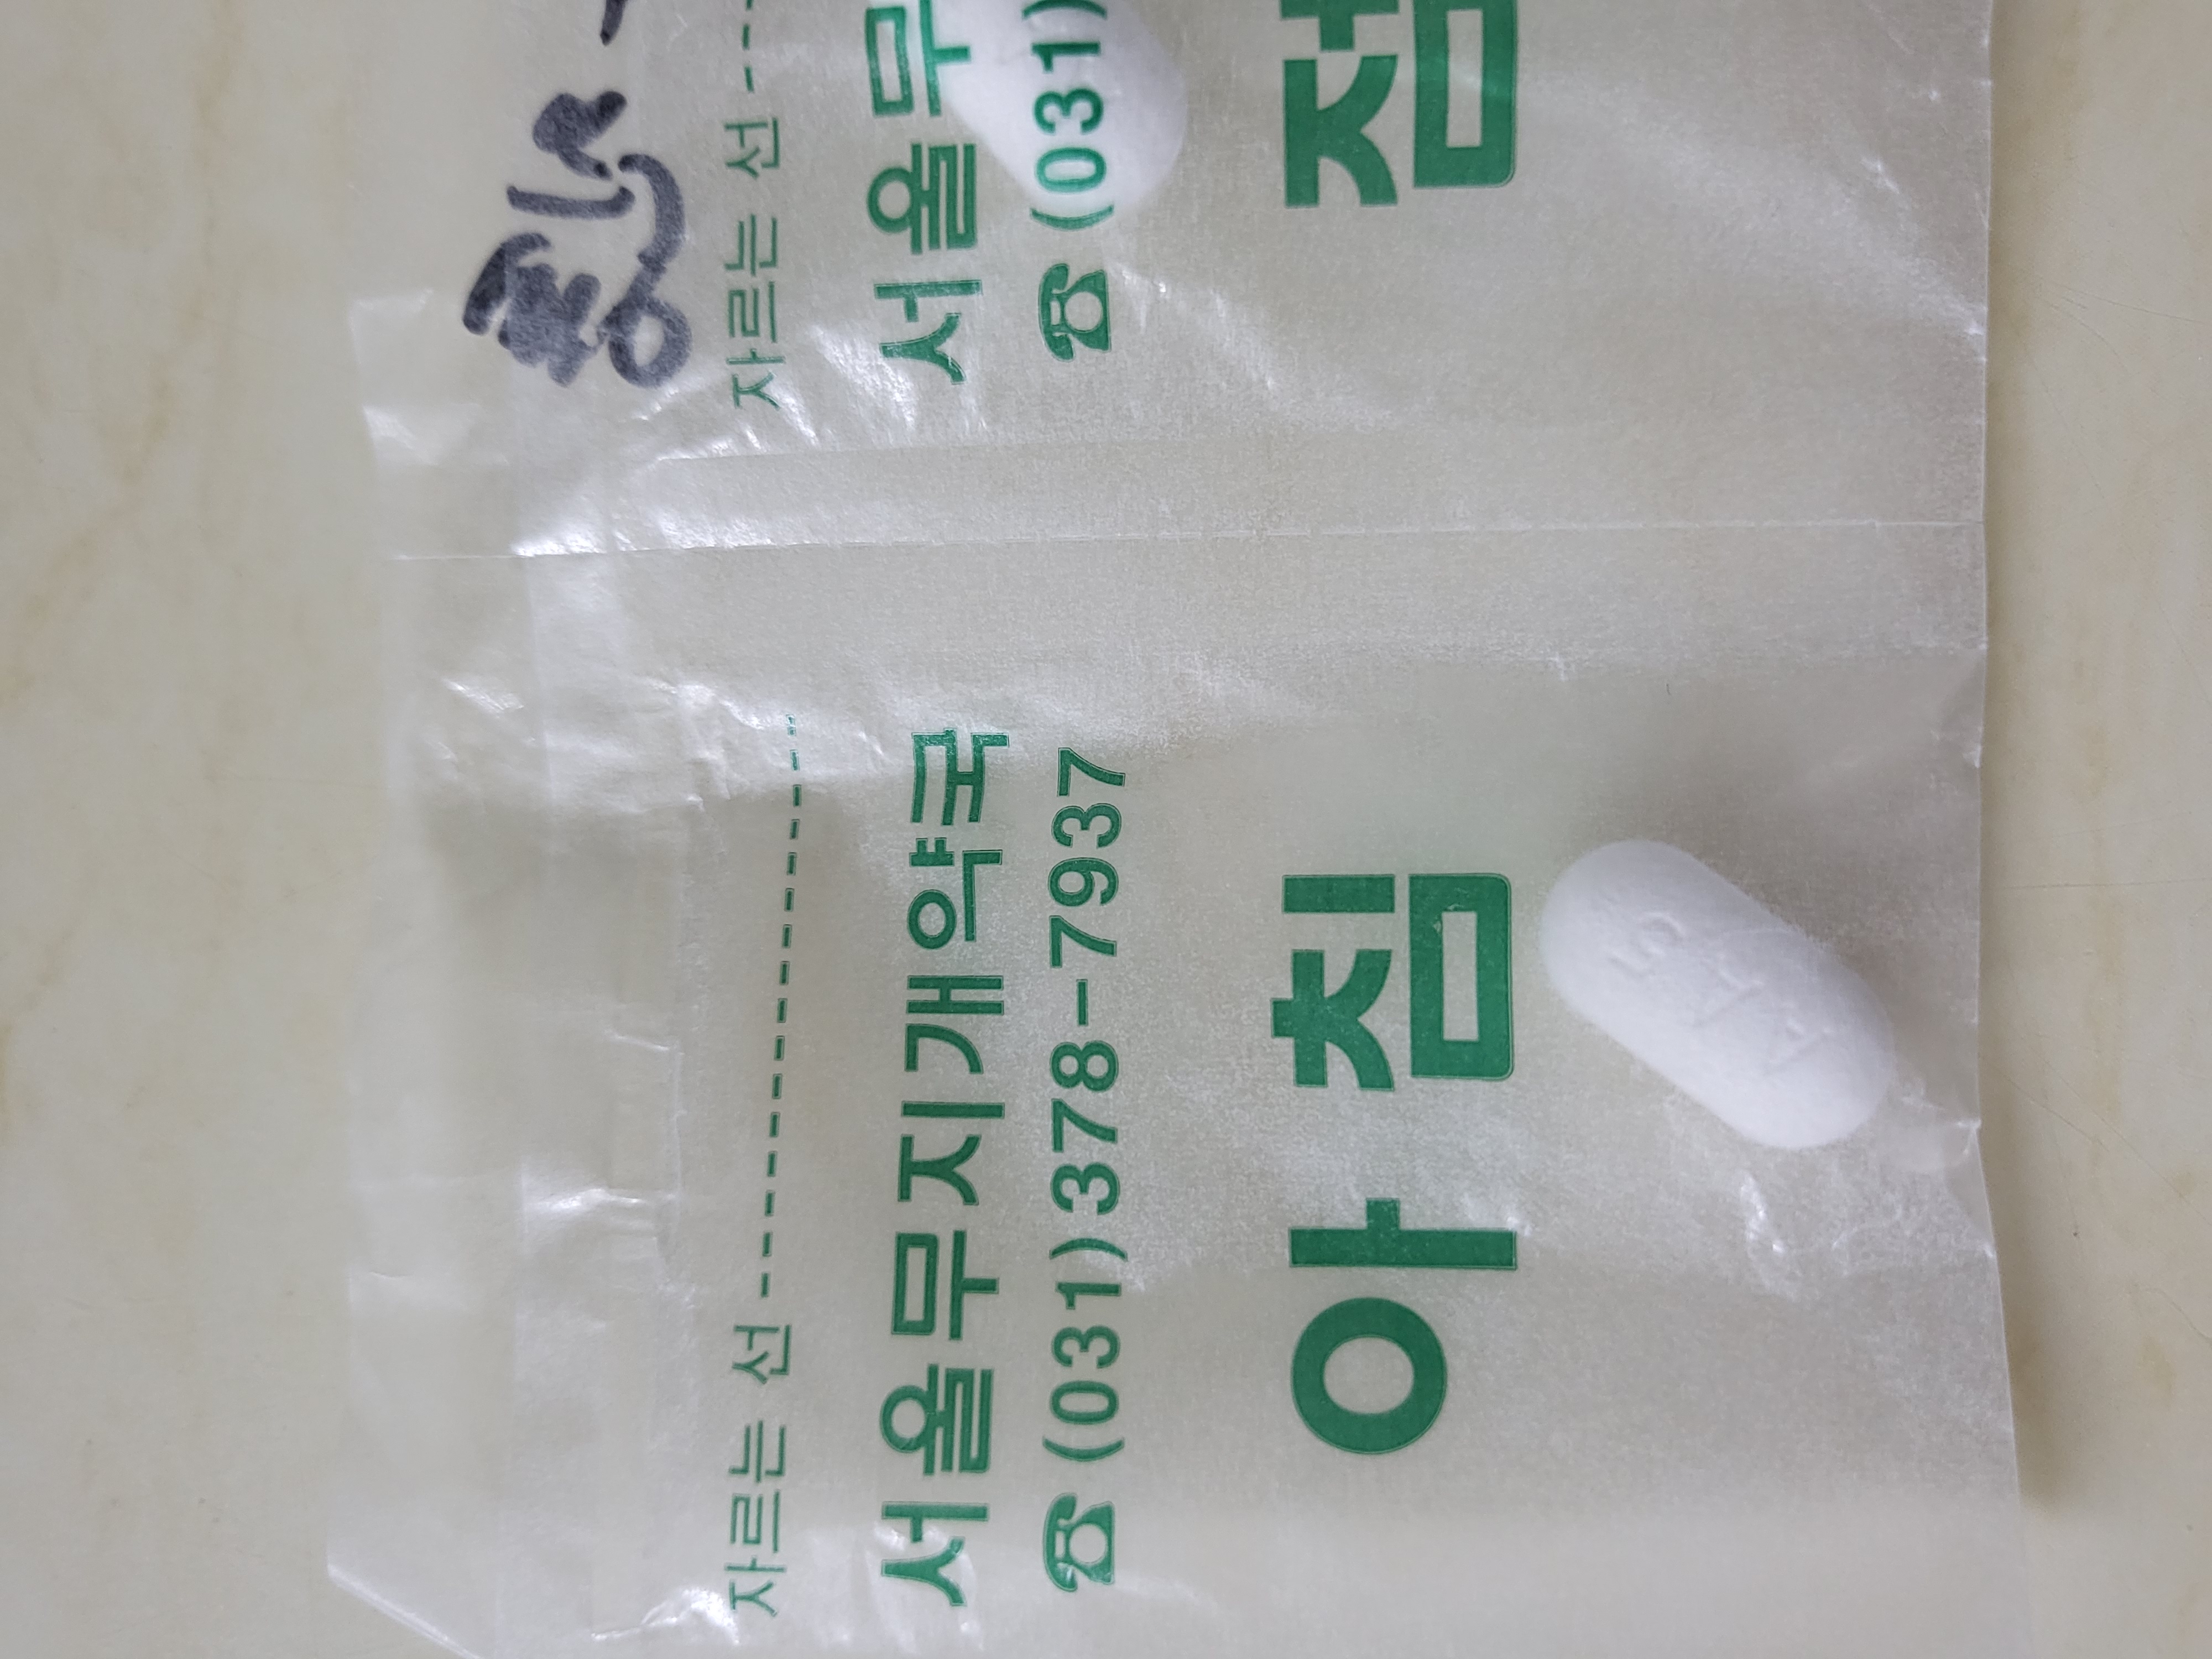 자르는 선
서울무지개약국
☎ (031) 378-7937
아침
자르는 선
서울무
☎ (031)
점